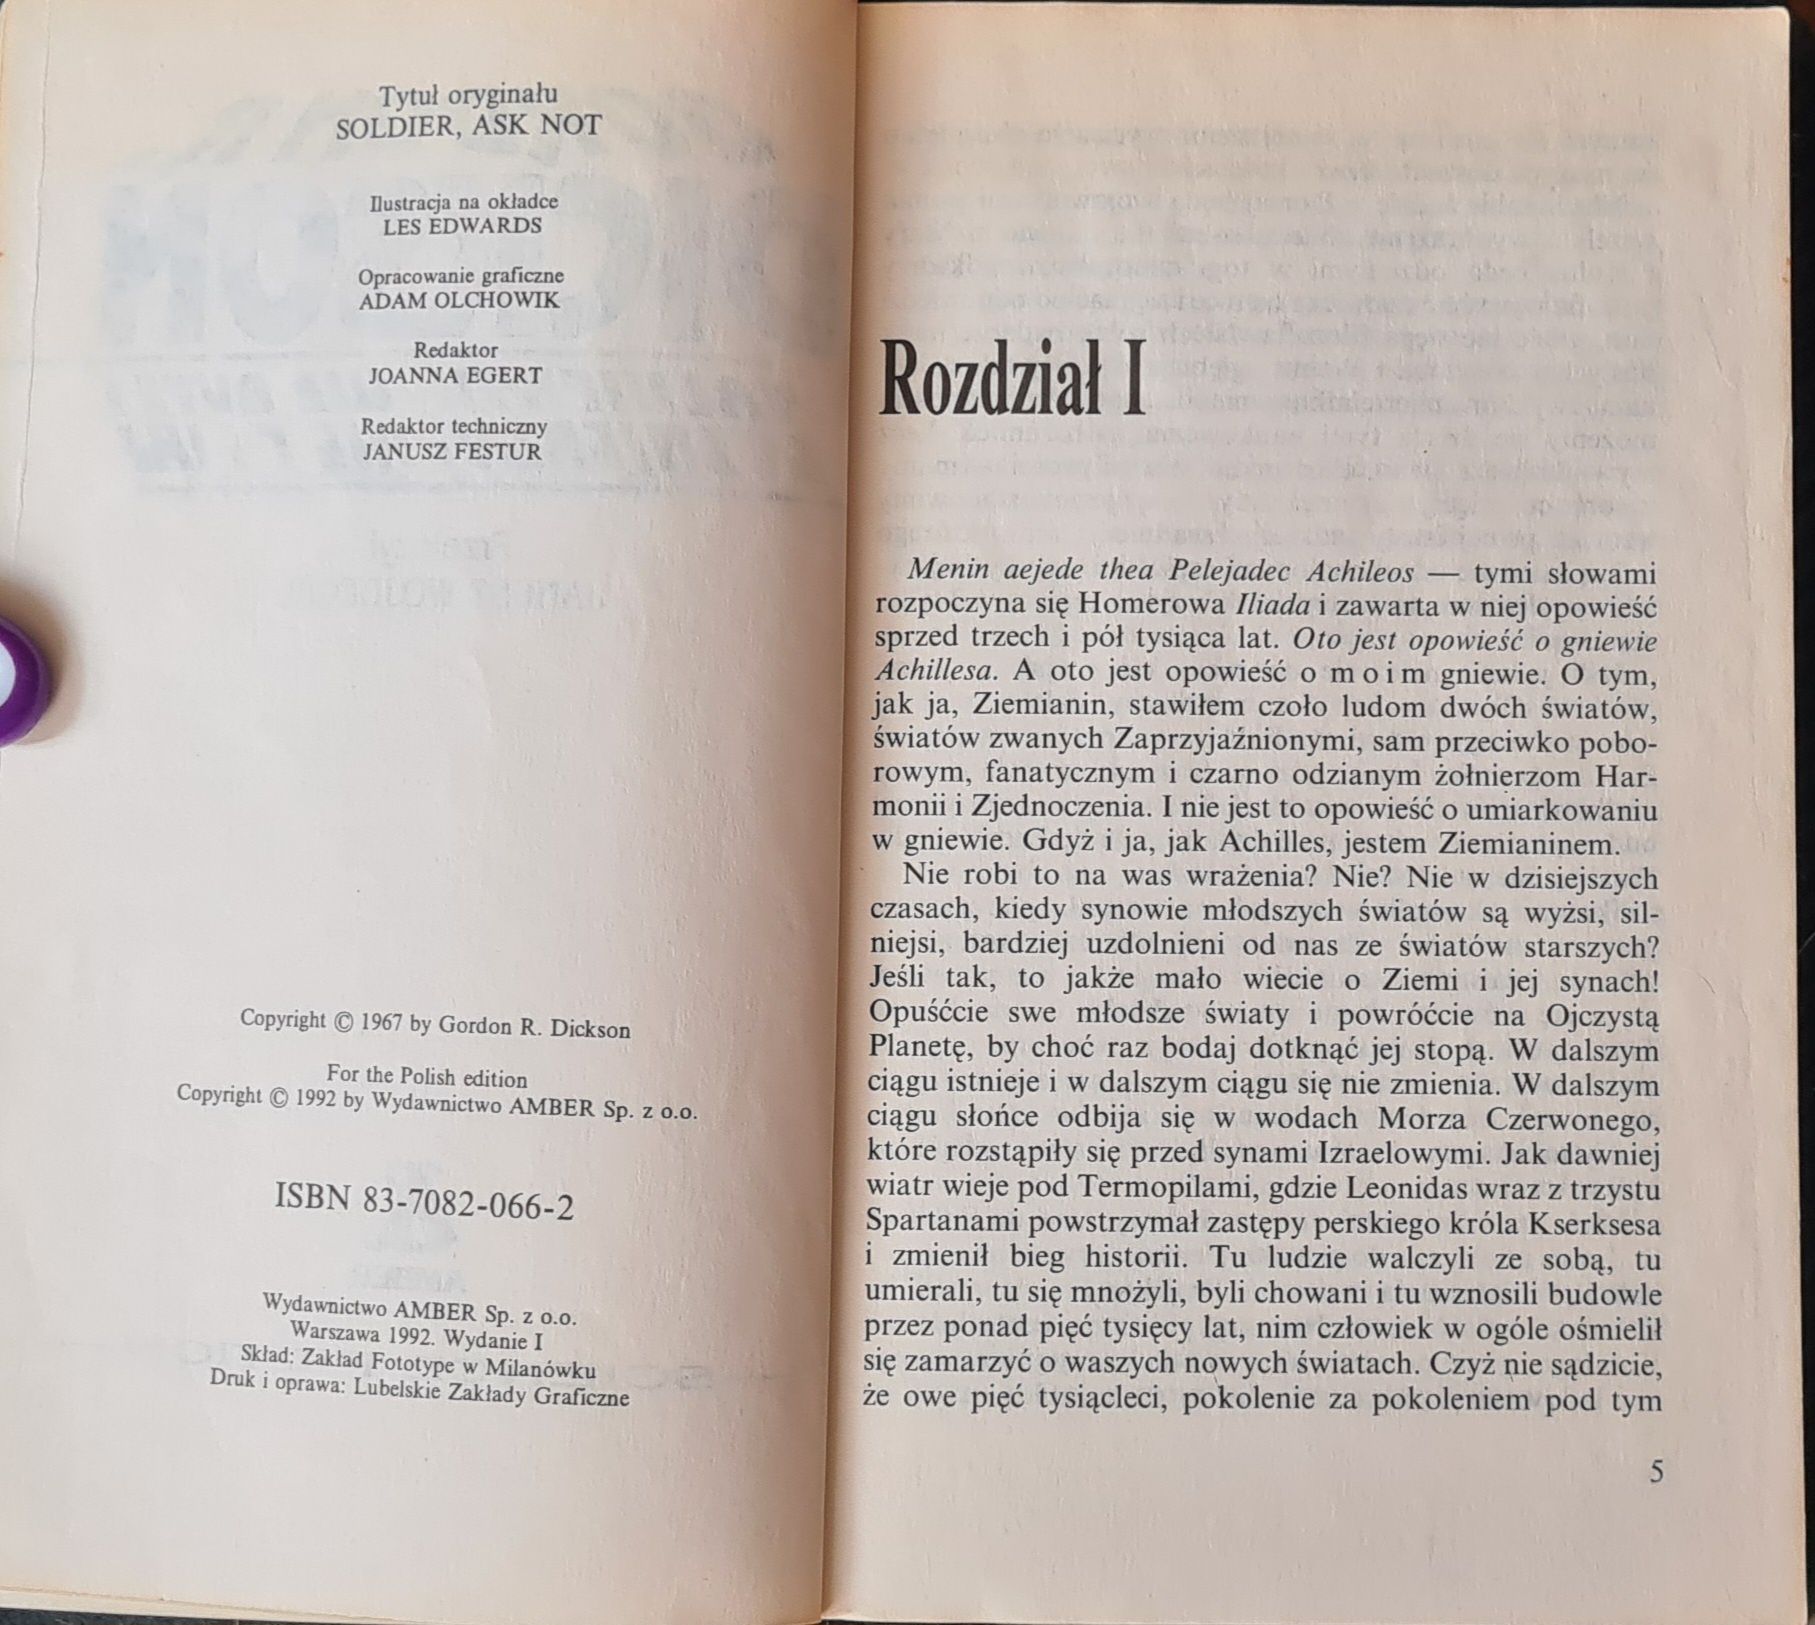 Tytuł oryginału
SOLDIER, ASK NOT
Ilustracja na okładce
LES EDWARDS
Opracowanie graficzne
ADAM OLCHOWIK
Redaktor
JOANNA EGERT
Redaktor techniczny
JANUSZ FESTUR
Copyright © 1967 by Gordon R. Dickson
For the Polish edition
Copyright © 1992 by Wydawnictwo AMBER Sp. z o.o.
ISBN 83-7082-066-2
Wydawnictwo AMBER Sp. z o.o.
Warszawa 1992. Wydanie I
Skład: Zakład Fototype w Milanówku
Druk i oprawa: Lubelskie Zakłady Graficzne
Rozdział I
Menin aejede thea Pelejadec Achileos — tymi słowami
rozpoczyna się Homerowa Iliada i zawarta w niej opowieść
sprzed trzech i pół tysiąca lat. Oto jest opowieść o gniewie
Achillesa. A oto jest opowieść o m o i m gniewie. O tym,
jak ja, Ziemianin, stawiłem czoło ludom dwóch światów,
światów zwanych Zaprzyjaźnionymi, sam przeciwko pobo-
rowym, fanatycznym i czarno odzianym żołnierzom Har-
monii i Zjednoczenia. I nie jest to opowieść o umiarkowaniu
w gniewie. Gdyż i ja, jak Achilles, jestem Ziemianinem.
Nie robi to na was wrażenia? Nie? Nie w dzisiejszych
czasach, kiedy synowie młodszych światów są wyżsi, sil-
niejsi, bardziej uzdolnieni od nas ze światów starszych?
Jeśli tak, to jakże mało wiecie o Ziemi i jej synach!
Opuśćcie swe młodsze światy i powróćcie na Ojczystą
Planetę, by choć raz bodaj dotknąć jej stopą. W dalszym
ciągu istnieje i w dalszym ciągu się nie zmienia. W dalszym
ciągu słońce odbija się w wodach Morza Czerwonego,
które rozstąpiły się przed synami Izraelowymi. Jak dawniej
wiatr wieje pod Termopilami, gdzie Leonidas wraz z trzystu
Spartanami powstrzymał zastępy perskiego króla Kserksesa
i zmienił bieg historii. Tu ludzie walczyli ze sobą, tu
umierali, tu się mnożyli, byli chowani i tu wznosili budowle
przez ponad pięć tysięcy lat, nim człowiek w ogóle ośmielił
się zamarzyć o waszych nowych światach. Czyż nie sądzicie,
że owe pięć tysiącleci, pokolenie za pokoleniem pod tym
5